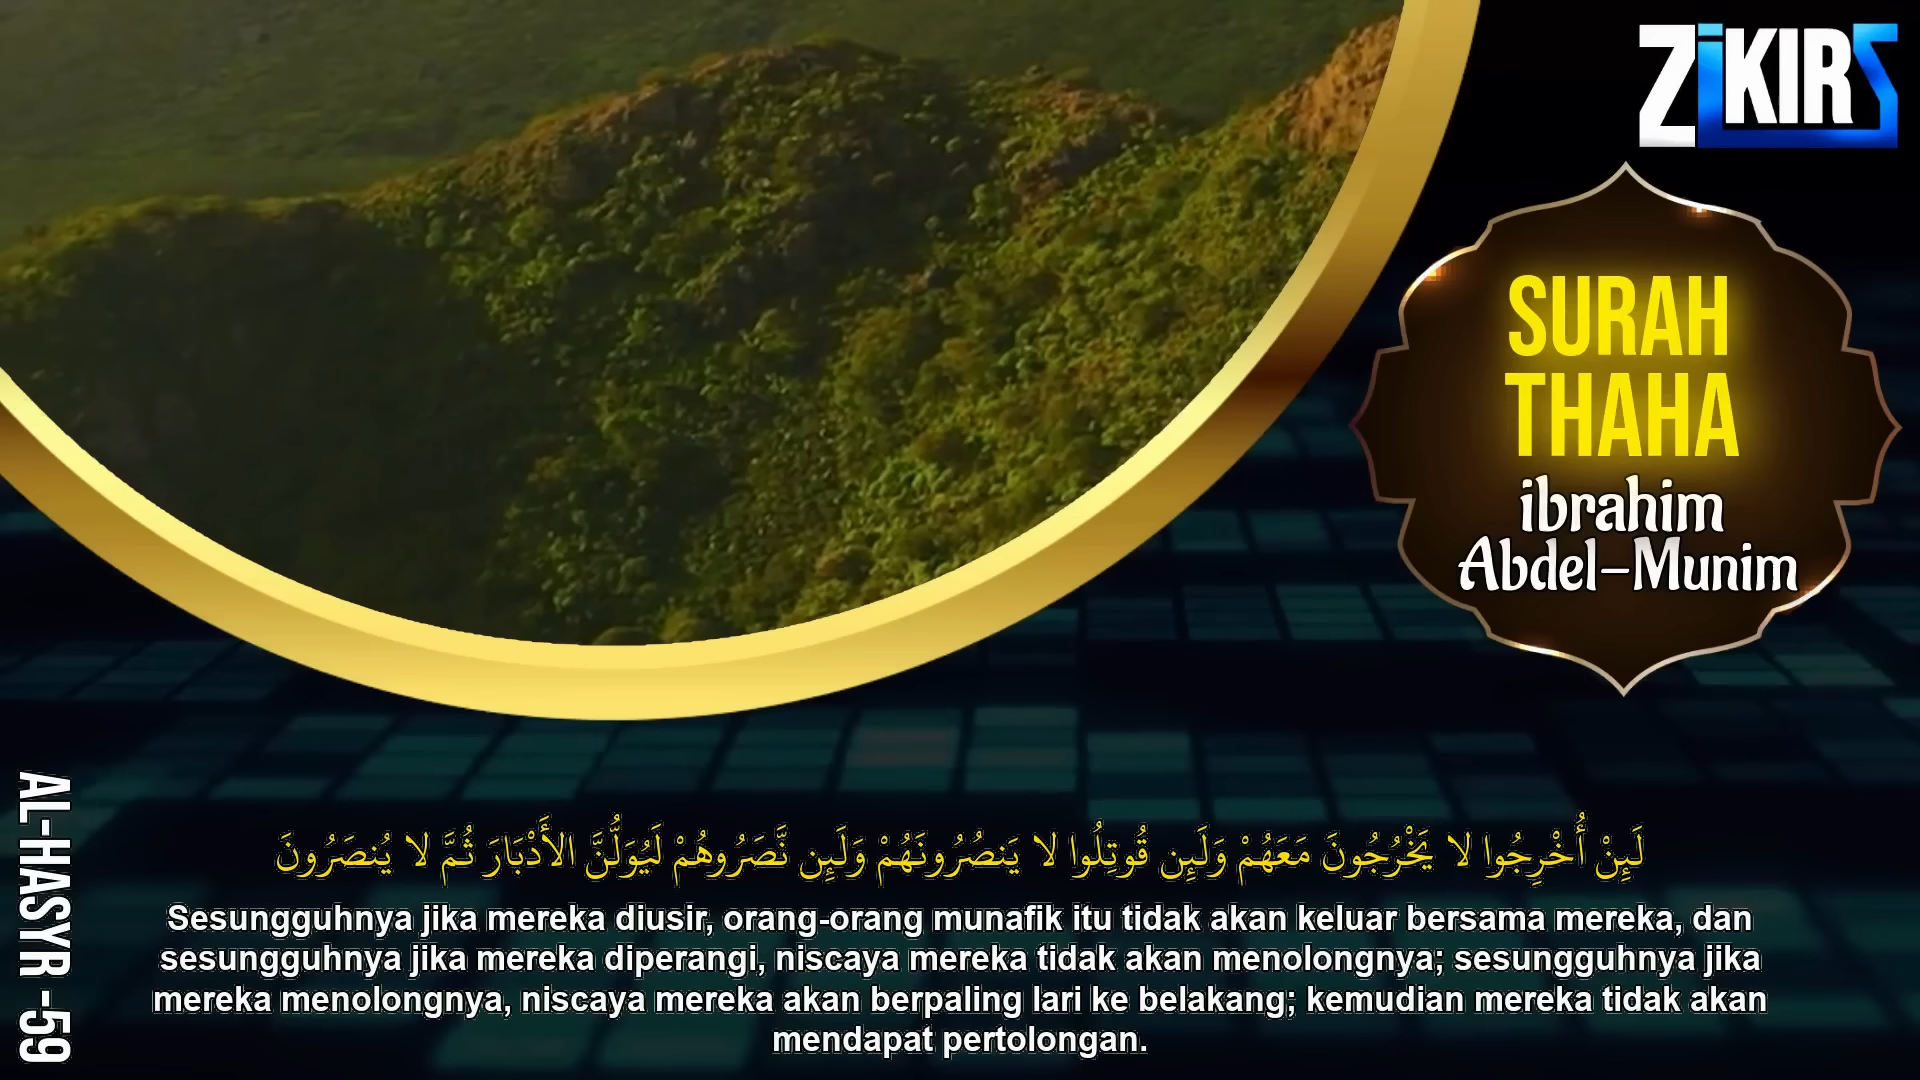 ZiKIRS
SURAH
THAHA
ibrahim
Abdel-Munim
AL-HASYR -59
لَئِنْ أُخْرِجُوا لا يَخْرُجُونَ مَعَهُمْ وَلَئِن قُوتِلُوا لا يَنصُرُونَهُمْ وَلَئِن نَّصَرُوهُمْ لَيُوَلُّنَّ الأَدْبَارَ ثُمَّ لا يُنصَرُونَ
Sesungguhnya jika mereka diusir, orang-orang munafik itu tidak akan keluar bersama mereka, dan
sesungguhnya jika mereka diperangi, niscaya mereka tidak akan menolongnya; sesungguhnya jika
mereka menolongnya, niscaya mereka akan berpaling lari ke belakang; kemudian mereka tidak akan
mendapat pertolongan.